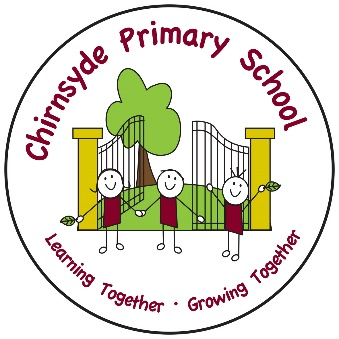 Chirnsyde Primary School
Learning Together · Growing Together